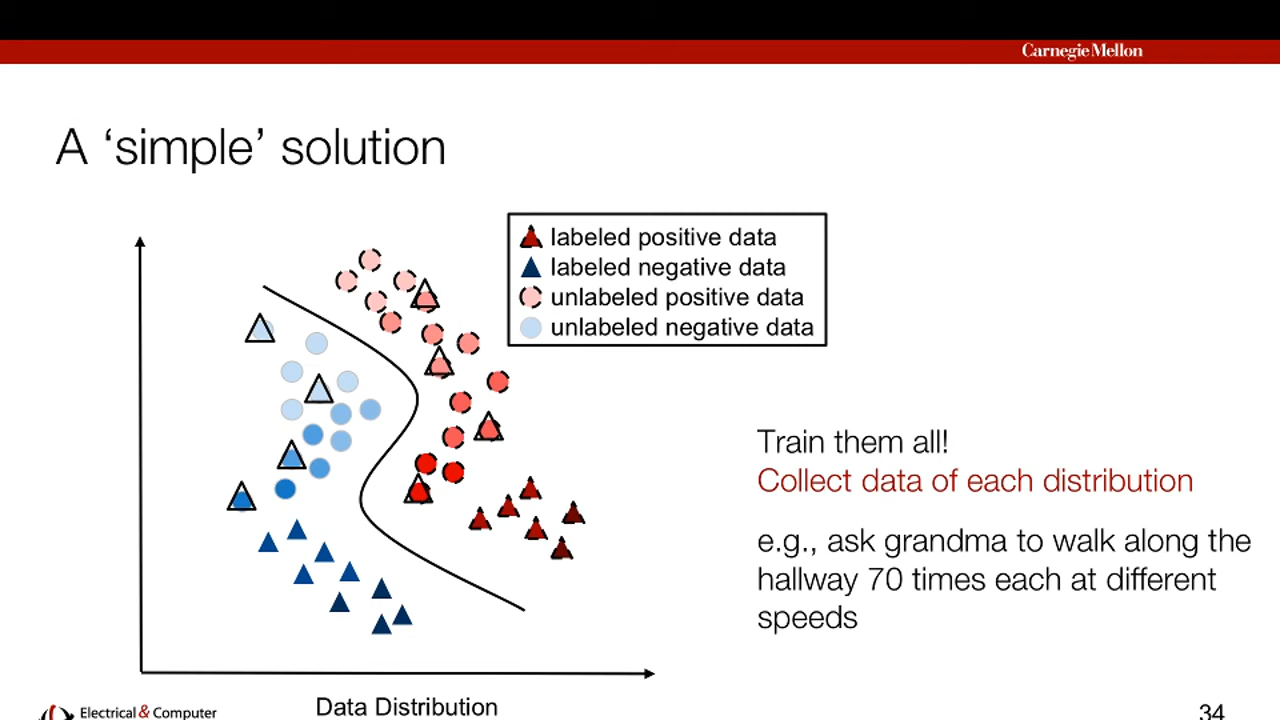 Carnegie Mellon
A ‘simple’ solution
labeled positive data
labeled negative data
unlabeled positive data
unlabeled negative data
Train them all!
Collect data of each distribution
e.g., ask grandma to walk along the
hallway 70 times each at different
speeds
Data Distribution
Electrical & Computer
34